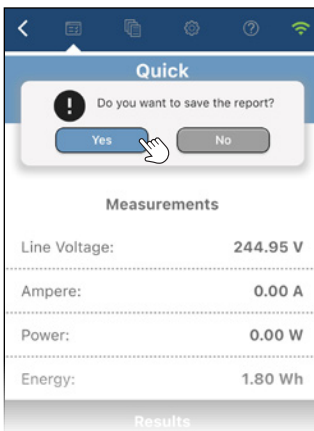 Quick
Do you want to save the report?
Yes No
Measurements
Line Voltage: 244.95 V
Ampere: 0.00 A
Power: 0.00 W
Energy: 1.80 Wh
Results